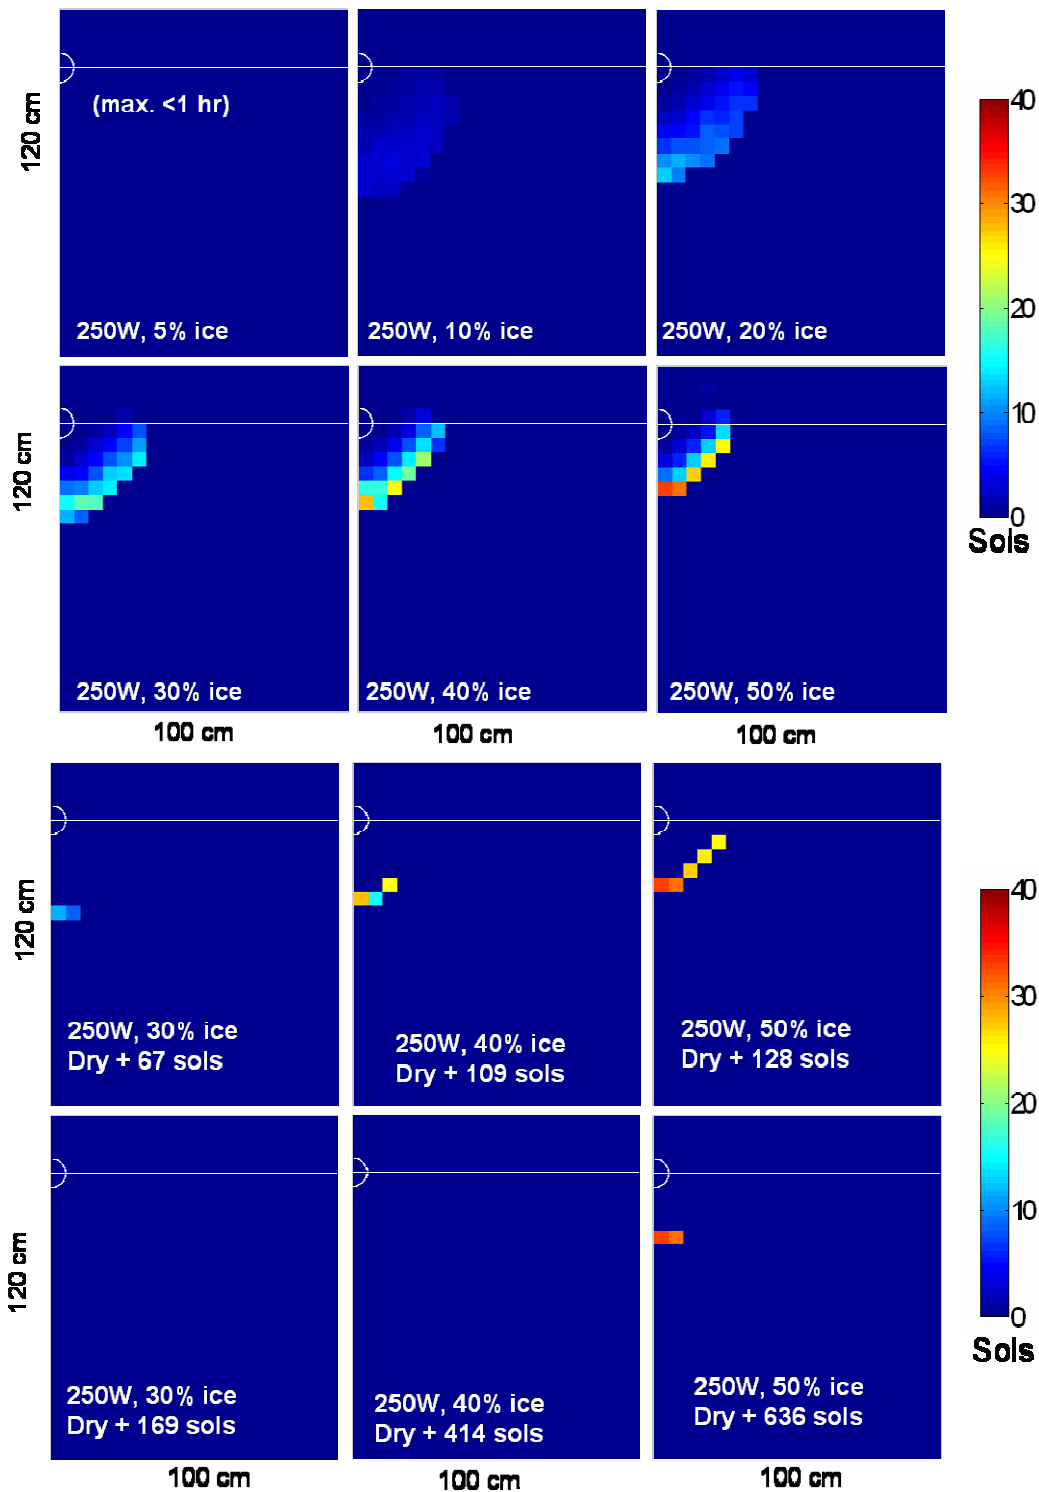 120 cm
(max. <1 hr)
250W, 5% ice
250W, 10% ice
250W, 20% ice
40
30
20
10
0
Sols
120 cm
250W, 30% ice
250W, 40% ice
250W, 50% ice
100 cm
100 cm
100 cm
120 cm
250W, 30% ice
Dry + 67 sols
250W, 40% ice
Dry + 109 sols
250W, 50% ice
Dry + 128 sols
40
30
20
10
0
Sols
120 cm
250W, 30% ice
Dry + 169 sols
250W, 40% ice
Dry + 414 sols
250W, 50% ice
Dry + 636 sols
100 cm
100 cm
100 cm